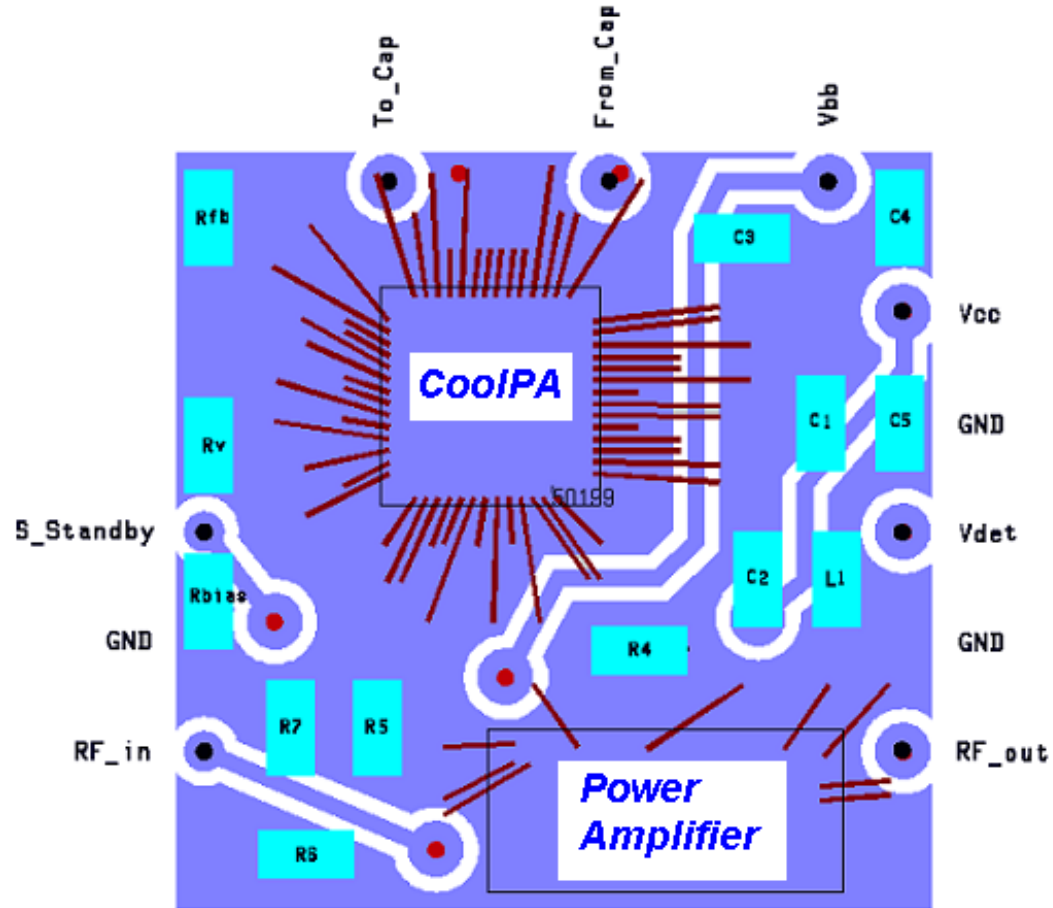 To_Cap
From_Cap
Vbb
Rfb
C3
C4
Vcc
CoolPA
C1
C5
GND
Rv
50199
S_Standby
Vdet
Rbias
C2
L1
GND
R4
GND
R7
R5
RF_in
RF_out
Power
Amplifier
R6